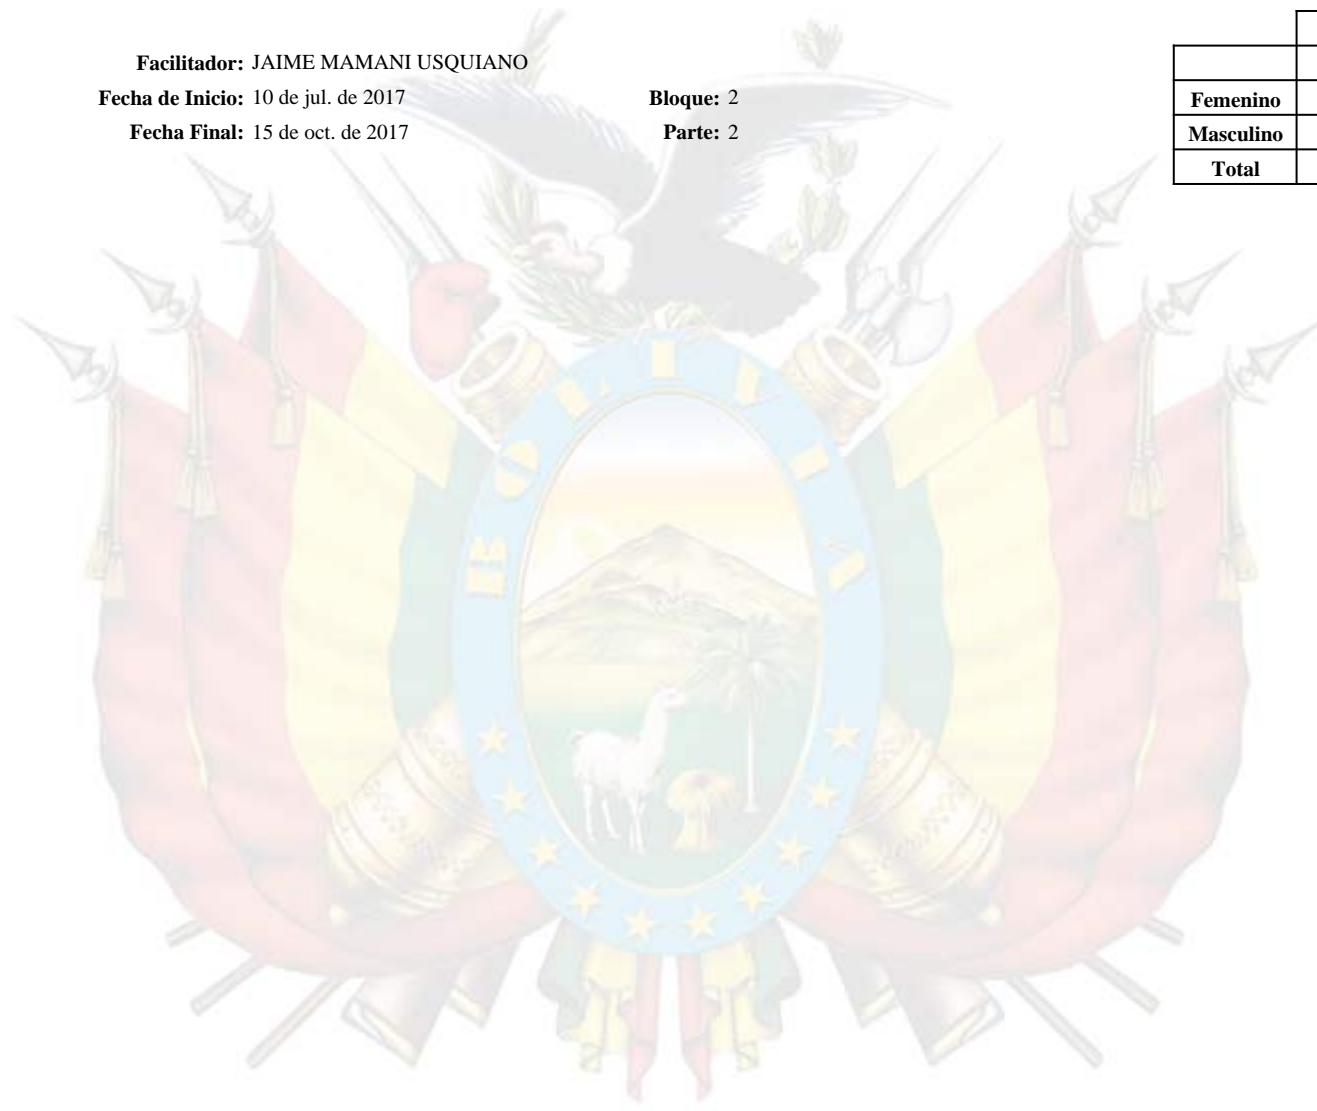 Facilitador: JAIME MAMANI USQUIANO
Fecha de Inicio: 10 de jul. de 2017 Bloque: 2
Fecha Final: 15 de oct. de 2017 Parte: 2
Femenino
Masculino
Total
BOLIVIA